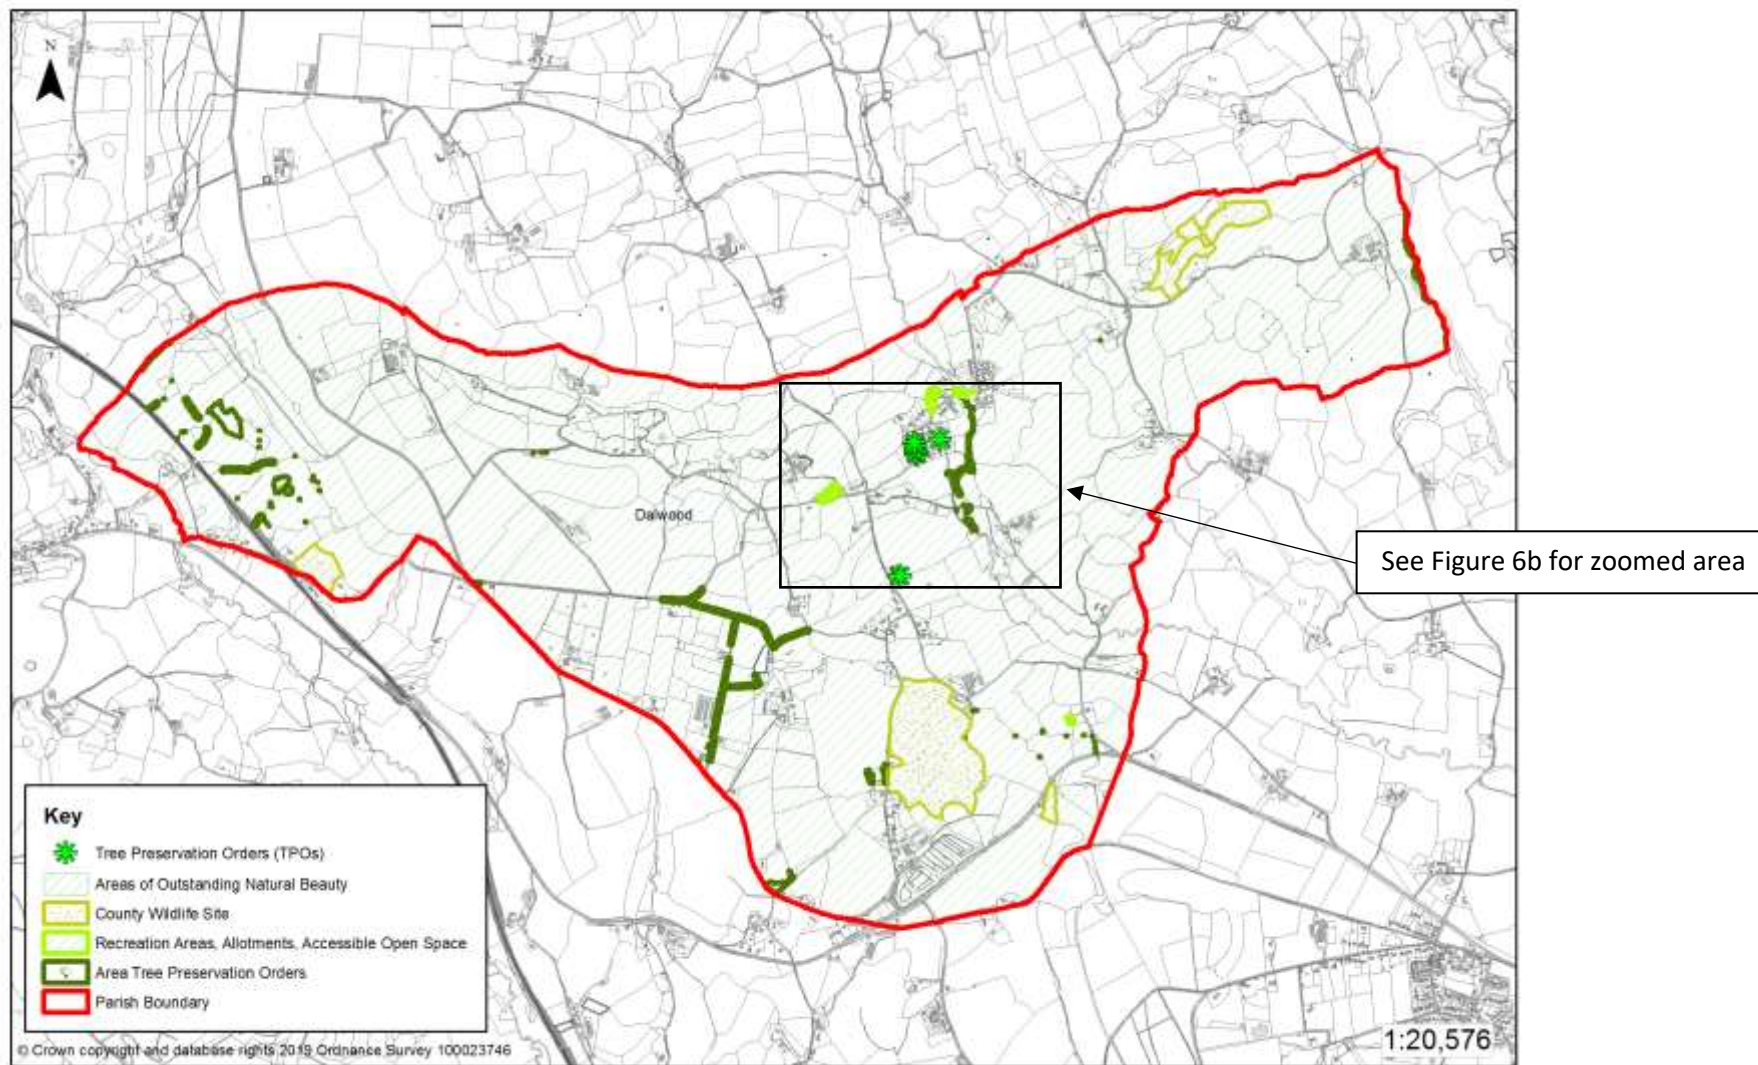 N
Dalwood
See Figure 6b for zoomed area
Key
Tree Preservation Orders (TPOs)
Areas of Outstanding Natural Beauty
County Wildlife Site
Recreation Areas, Allotments, Accessible Open Space
Area Tree Preservation Orders
Parish Boundary
© Crown copyright and database rights 2019 Ordnance Survey 100023746
1:20,576